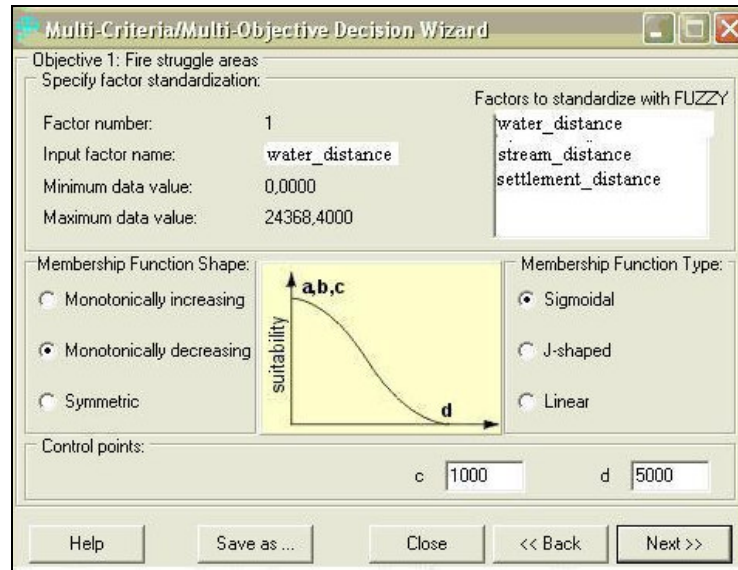 Multi-Criteria/Multi-Objective Decision Wizard
Objective 1: Fire struggle areas
Specify factor standardization:
Factors to standardize with FUZZY
Factor number: 1
Input factor name: water_distance
Minimum data value: 0,0000
Maximum data value: 24368,4000
water_distance
stream_distance
settlement_distance
Membership Function Shape:
Monotonically increasing
Monotonically decreasing
Symmetric
suitability
a,b,c
d
Membership Function Type:
Sigmoidal
J-shaped
Linear
Control points:
c 1000 d 5000
Help Save as ... Close << Back Next >>